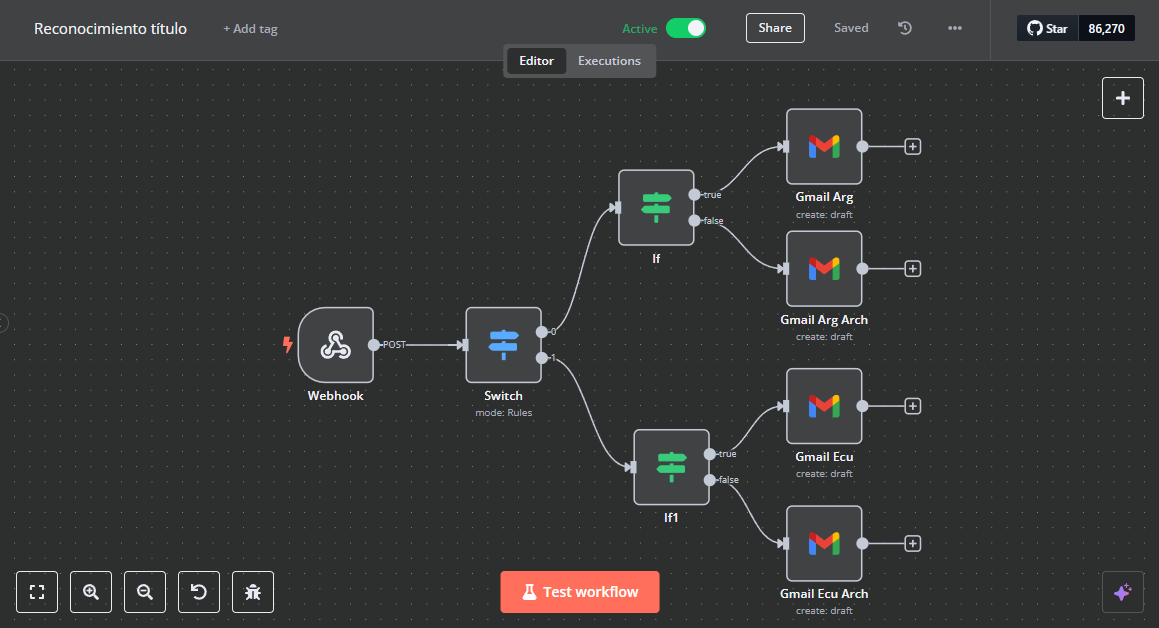 Reconocimiento título
+ Add tag
Active
Share
Saved
Star
86,270
Editor
Executions
Gmail Arg
create: draft
true
false
If
Gmail Arg Arch
create: draft
POST
0
1
Webhook
Switch
mode: Rules
Gmail Ecu
create: draft
true
false
If1
Gmail Ecu Arch
create: draft
Test workflow